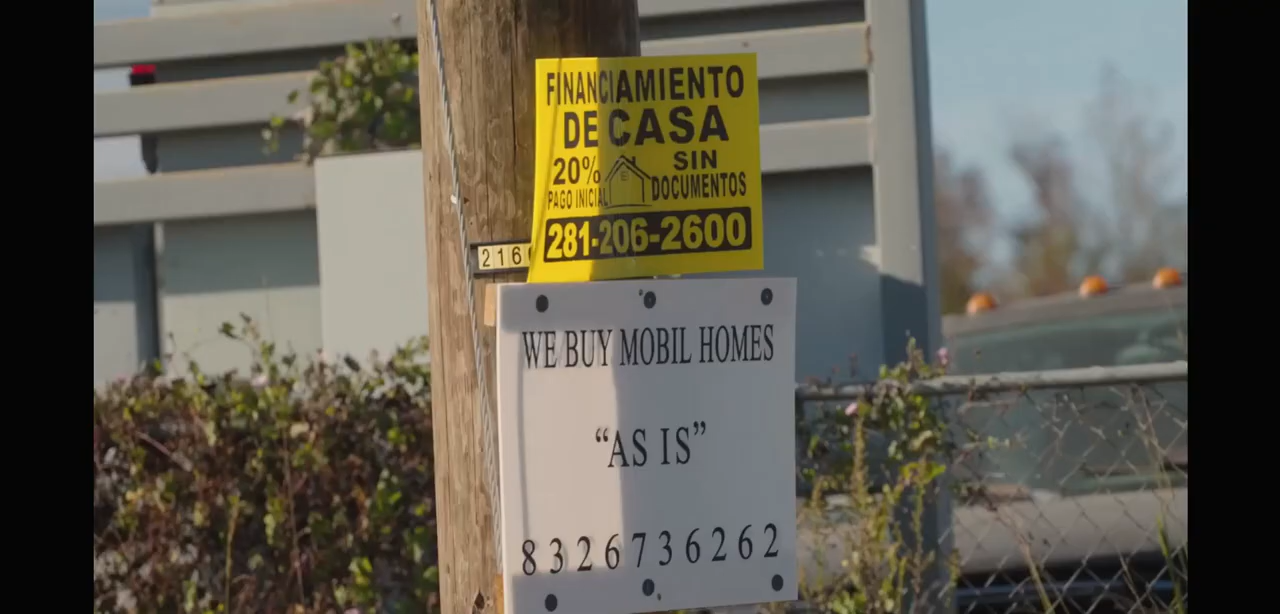 FINANCIAMIENTO
DE CASA
20% SIN
PAGO INICIAL DOCUMENTOS
281-206-2600
216
WE BUY MOBIL HOMES
“AS IS”
8326736262